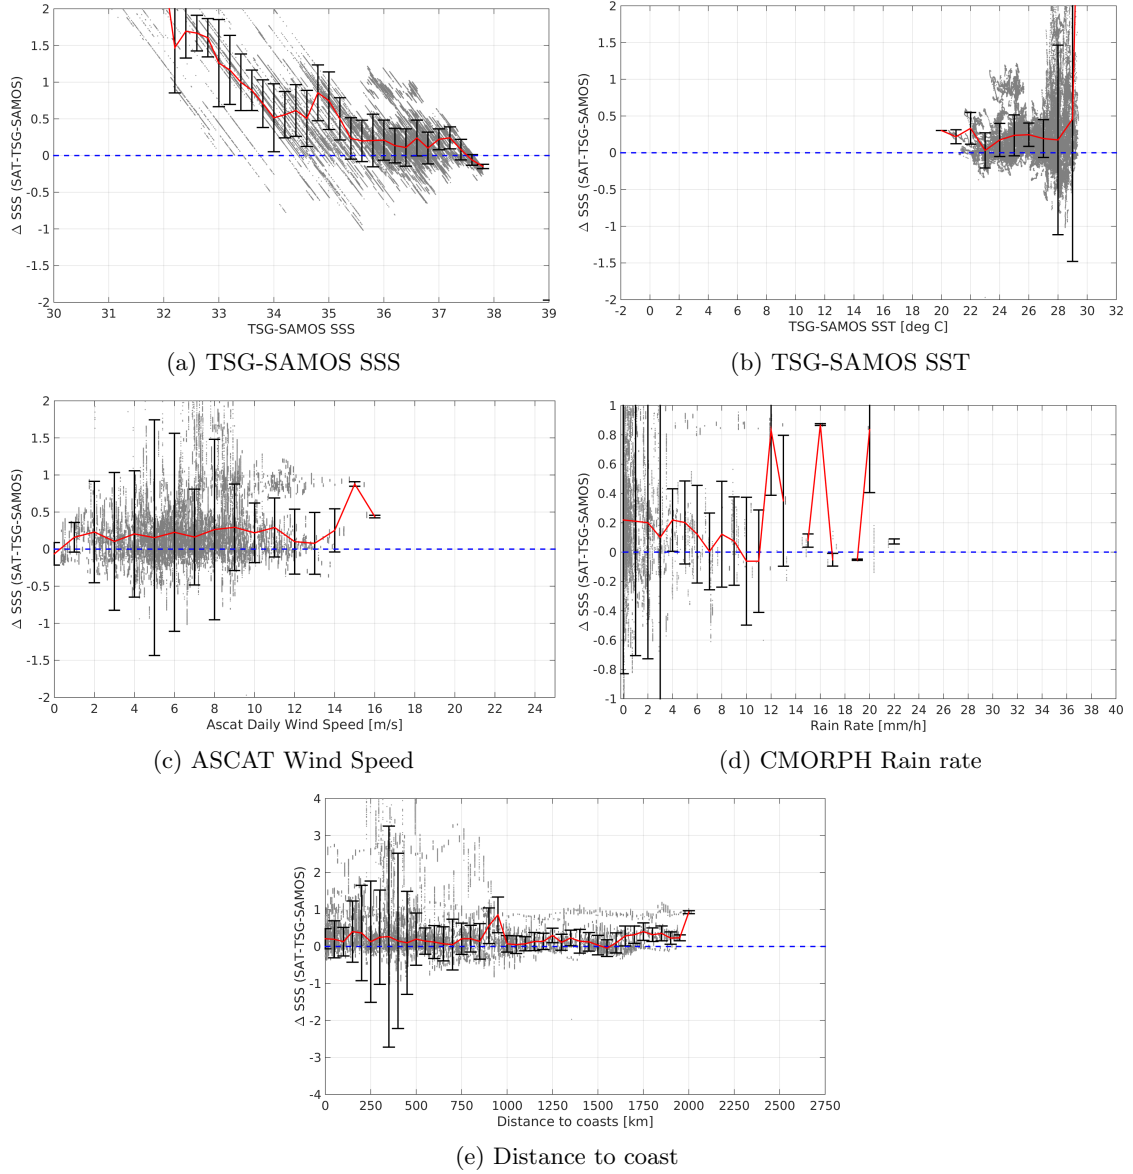 2
1.5
1
0.5
0
-0.5
-1
-1.5
-2
Δ SSS (SAT-TSG-SAMOS)
30 31 32 33 34 35 36 37 38 39
TSG-SAMOS SSS
(a) TSG-SAMOS SSS
2
1.5
1
0.5
0
-0.5
-1
-1.5
-2
Δ SSS (SAT-TSG-SAMOS)
-2 0 2 4 6 8 10 12 14 16 18 20 22 24 26 28 30 32
TSG-SAMOS SST [deg C]
(b) TSG-SAMOS SST
2
1.5
1
0.5
0
-0.5
-1
-1.5
-2
Δ SSS (SAT-TSG-SAMOS)
0 2 4 6 8 10 12 14 16 18 20 22 24
Ascat Daily Wind Speed [m/s]
(c) ASCAT Wind Speed
1
0.8
0.6
0.4
0.2
0
-0.2
-0.4
-0.6
-0.8
-1
Δ SSS (SAT-TSG-SAMOS)
0 2 4 6 8 10 12 14 16 18 20 22 24 26 28 30 32 34 36 38 40
Rain Rate [mm/h]
(d) CMORPH Rain rate
4
3
2
1
0
-1
-2
-3
-4
Δ SSS (SAT-TSG-SAMOS)
0 250 500 750 1000 1250 1500 1750 2000 2250 2500 2750
Distance to coasts [km]
(e) Distance to coast